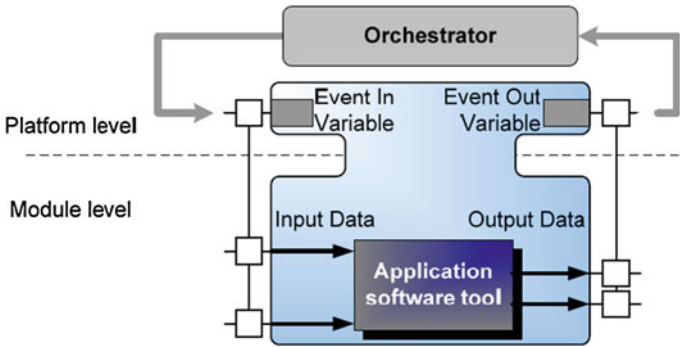 Orchestrator
Event In
Variable
Event Out
Variable
Platform level
Module level
Input Data
Output Data
Application
software tool